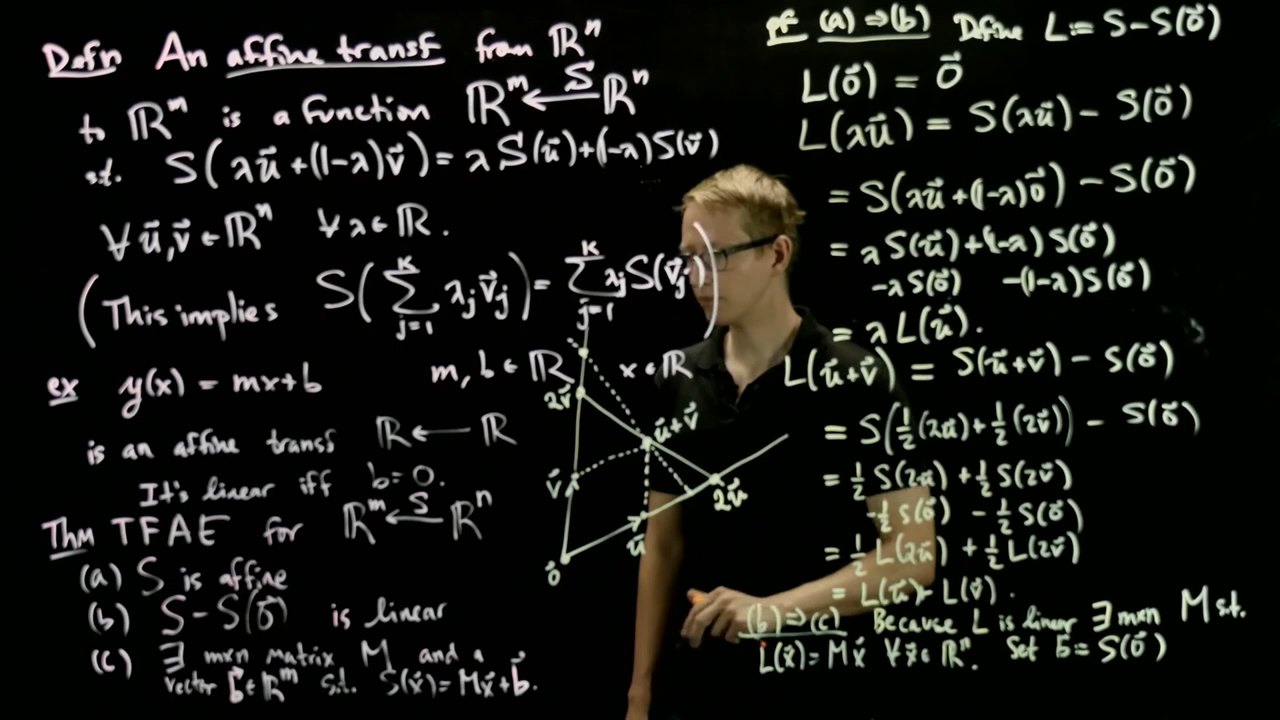 Defn An affine transf from ℝⁿ
to ℝᵐ is a function ℝᵐ ←S— ℝⁿ
s.t. S(λu⃗+(1-λ)v⃗) = λS(u⃗)+(1-λ)S(v⃗)
∀ u⃗,v⃗∈ℝⁿ ∀ λ∈ℝ.
(This implies S(∑_{j=1}^{K} λⱼv⃗ⱼ) = ∑_{j=1}^{K} λⱼS(v⃗ⱼ))
ex y(x) = mx+b m, b ∈ ℝ x∈ℝ
is an affine transf ℝ ← ℝ
It's linear iff b=0.
Thm TFAE for ℝᵐ ←S— ℝⁿ
(a) S is affine
(b) S-S(0⃗) is linear
(c) ∃ m×n matrix M and a
vector b⃗∈ℝᵐ s.t. S(x⃗)=Mx⃗+b⃗.
2v⃗
u⃗+v⃗
v⃗
2u⃗
u⃗
0⃗
pf (a)⇒(b) Define L:= S-S(0⃗)
L(0⃗) = 0⃗
L(λu⃗) = S(λu⃗) - S(0⃗)
= S(λu⃗+(1-λ)0⃗) - S(0⃗)
= λS(u⃗)+(1-λ)S(0⃗)
-λS(0⃗) -(1-λ)S(0⃗)
= λL(u⃗).
L(u⃗+v⃗) = S(u⃗+v⃗) - S(0⃗)
= S(½(2u⃗)+½(2v⃗)) - S(0⃗)
= ½S(2u⃗) + ½S(2v⃗)
-½S(0⃗) -½S(0⃗)
= ½L(2u⃗) + ½L(2v⃗)
= L(u⃗)+L(v⃗).
(b)⇒(c) Because L is linear ∃ m×n M s.t.
L(x⃗)=Mx⃗ ∀x⃗∈ℝⁿ. Set b⃗=S(0⃗)